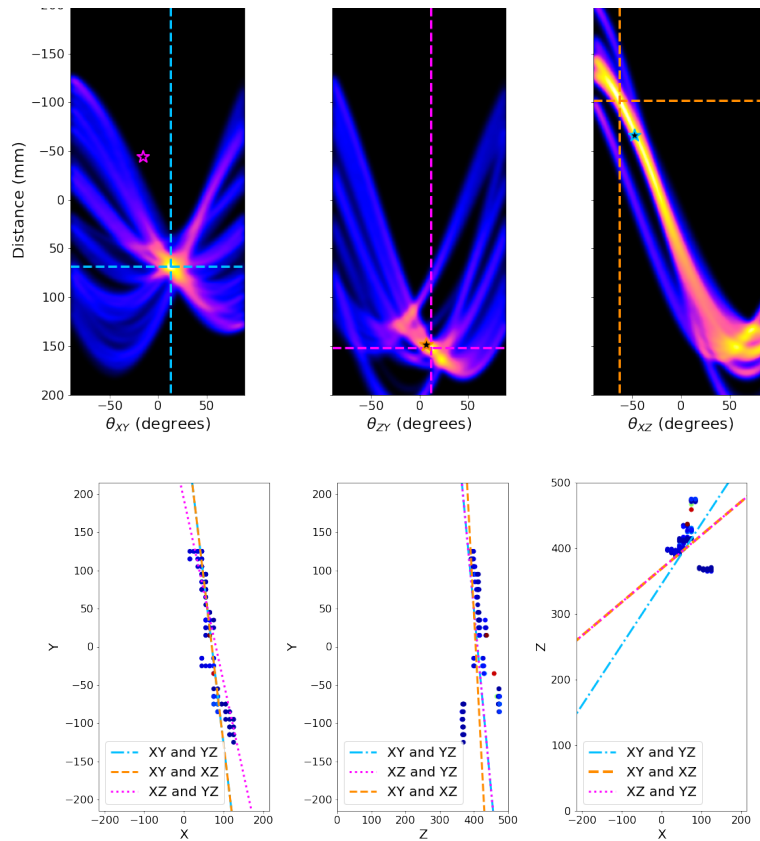 −150
−100
−50
0
50
100
150
200
Distance (mm)
−50 0 50
θXY (degrees)
−50 0 50
θZY (degrees)
−50 0 50
θXZ (degrees)
200
150
100
50
0
−50
−100
−150
−200
Y
−200 −100 0 100 200
X
XY and YZ
XY and XZ
XZ and YZ
200
150
100
50
0
−50
−100
−150
−200
Y
0 100 200 300 400 500
Z
XY and YZ
XZ and YZ
XY and XZ
500
400
300
200
100
0
Z
−200 −100 0 100 200
X
XY and YZ
XY and XZ
XZ and YZ